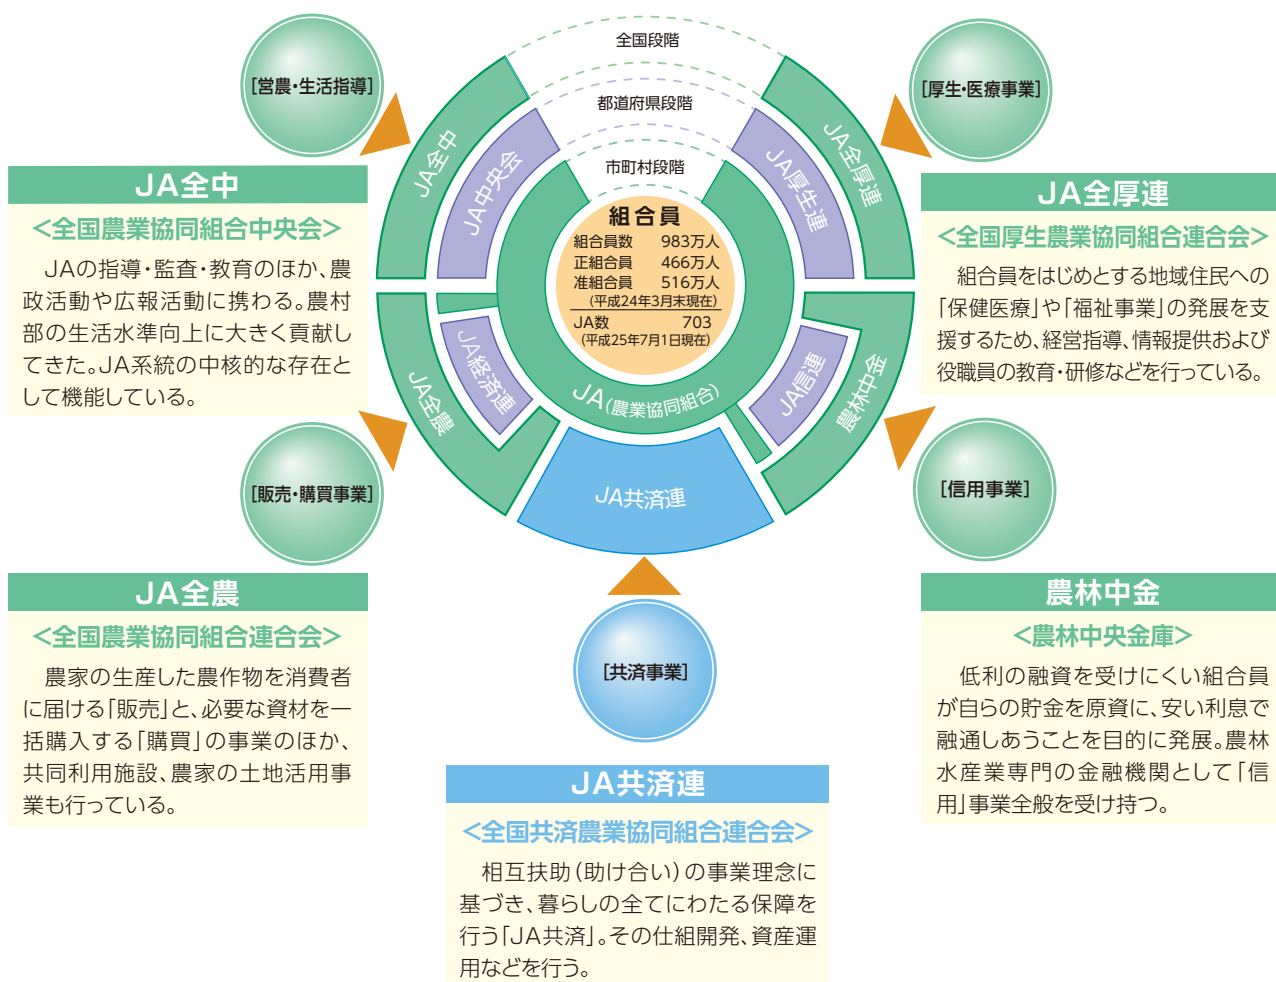 全国段階
都道府県段階
市町村段階
組合員
組合員数 983万人
正組合員 466万人
准組合員 516万人
(平成24年3月末現在)
JA数 703
(平成25年7月1日現在)
JA(農業協同組合)
JA全中
JA中央会
JA厚生連
JA全厚連
JA経済連
JA全農
JA信連
農林中金
JA共済連
[営農・生活指導]
JA全中
<全国農業協同組合中央会>
JAの指導・監査・教育のほか、農
政活動や広報活動に携わる。農村
部の生活水準向上に大きく貢献し
てきた。JA系統の中核的な存在と
して機能している。
[厚生・医療事業]
JA全厚連
<全国厚生農業協同組合連合会>
組合員をはじめとする地域住民への
「保健医療」や「福祉事業」の発展を支
援するため、経営指導、情報提供および
役職員の教育・研修などを行っている。
[販売・購買事業]
JA全農
<全国農業協同組合連合会>
農家の生産した農作物を消費者
に届ける「販売」と、必要な資材を一
括購入する「購買」の事業のほか、
共同利用施設、農家の土地活用事
業も行っている。
[信用事業]
農林中金
<農林中央金庫>
低利の融資を受けにくい組合員
が自らの貯金を原資に、安い利息で
融通しあうことを目的に発展。農林
水産業専門の金融機関として「信
用」事業全般を受け持つ。
[共済事業]
JA共済連
<全国共済農業協同組合連合会>
相互扶助(助け合い)の事業理念に
基づき、暮らしの全てにわたる保障を
行う「JA共済」。その仕組開発、資産運
用などを行う。